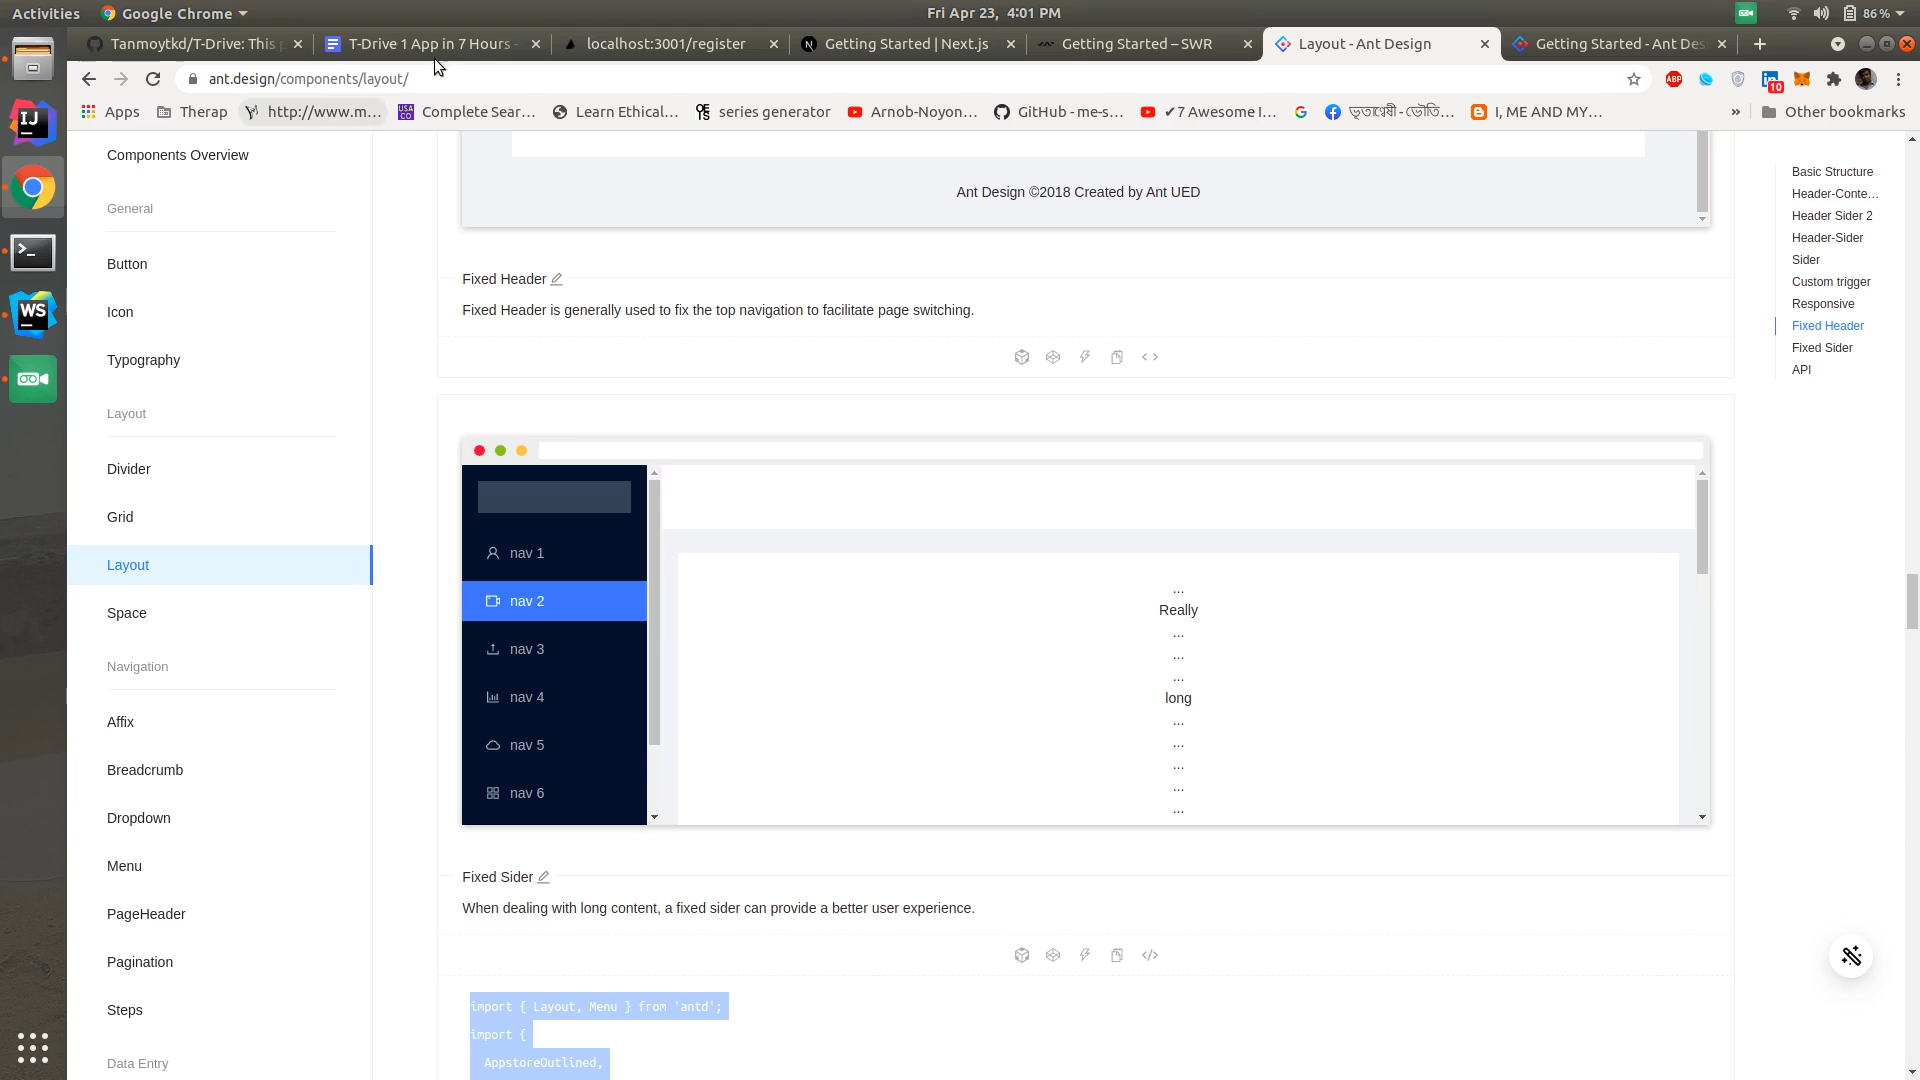 Activities
Google Chrome
Fri Apr 23, 4:01 PM
86 %
Tanmoytkd/T-Drive: This p
T-Drive 1 App in 7 Hours -
localhost:3001/register
Getting Started | Next.js
Getting Started – SWR
Layout - Ant Design
Getting Started - Ant Des
ant.design/components/layout/
ABP
10
Apps
Therap
http://www.m...
USA CO
Complete Sear...
Learn Ethical...
series generator
Arnob-Noyon...
GitHub - me-s...
✔7 Awesome I...
ভূতান্বেষী - ভৌতি...
I, ME AND MY...
»
Other bookmarks
IJ
WS
Components Overview
General
Button
Icon
Typography
Layout
Divider
Grid
Layout
Space
Navigation
Affix
Breadcrumb
Dropdown
Menu
PageHeader
Pagination
Steps
Data Entry
Ant Design ©2018 Created by Ant UED
Fixed Header
Fixed Header is generally used to fix the top navigation to facilitate page switching.
nav 1
nav 2
nav 3
nav 4
nav 5
nav 6
...
Really
...
...
...
long
...
...
...
...
...
Fixed Sider
When dealing with long content, a fixed sider can provide a better user experience.
import { Layout, Menu } from 'antd';
import {
AppstoreOutlined,
Basic Structure
Header-Conte...
Header Sider 2
Header-Sider
Sider
Custom trigger
Responsive
Fixed Header
Fixed Sider
API